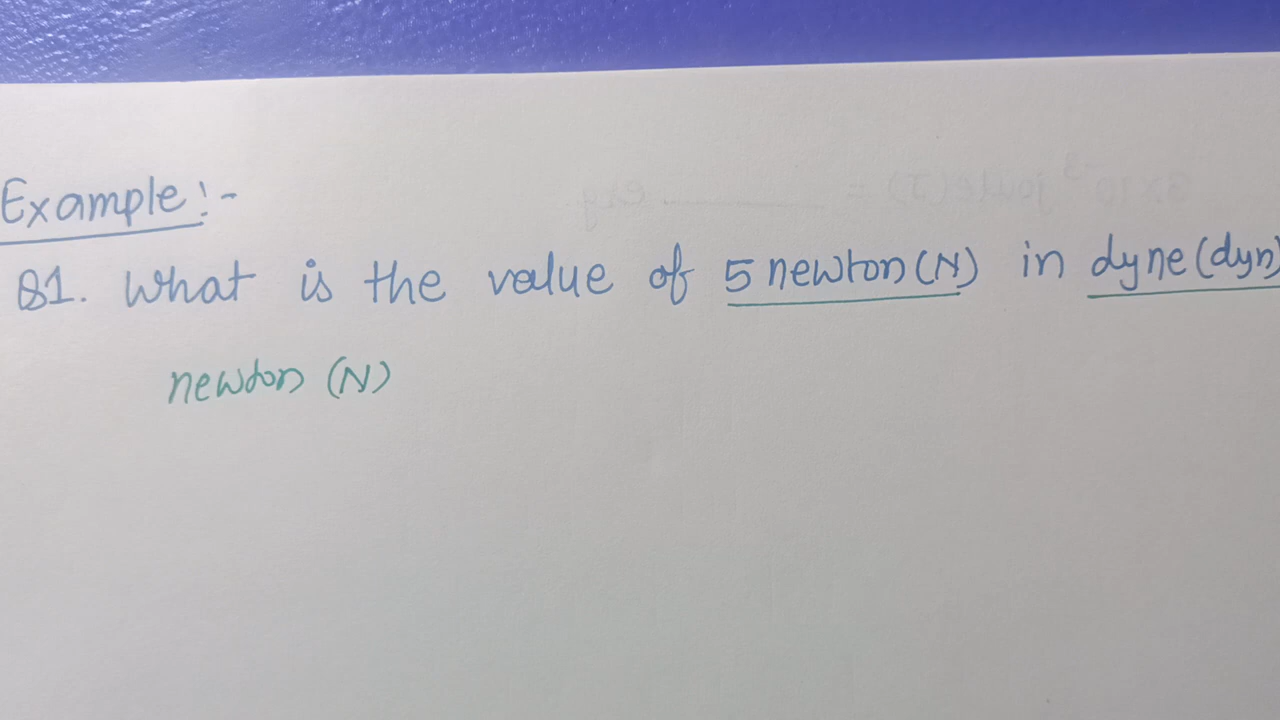 Example:-
Q1. What is the value of 5 newton (N) in dyne (dyn)
newton (N)